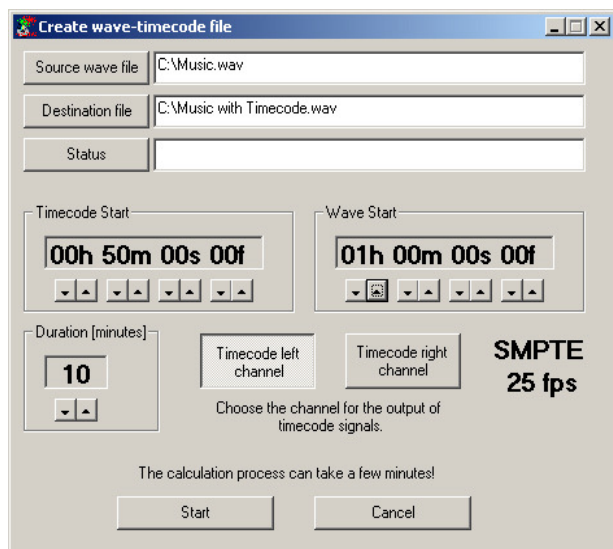 Create wave-timecode file
Source wave file C:\Music.wav
Destination file C:\Music with Timecode.wav
Status
Timecode Start
00h 50m 00s 00f
Wave Start
01h 00m 00s 00f
Duration [minutes]
10
Timecode left
channel
Timecode right
channel
SMPTE
25 fps
Choose the channel for the output of
timecode signals.
The calculation process can take a few minutes!
Start
Cancel